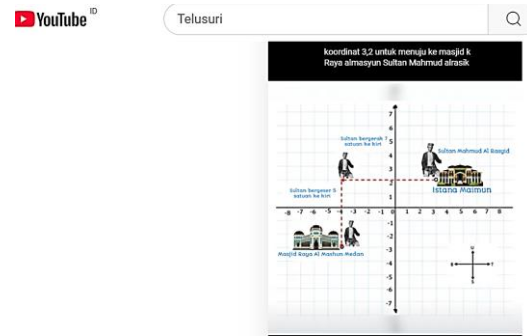 YouTube ID
Telusuri
koordinat 3,2 untuk menuju ke masjid k
Raya almasyun Sultan Mahmud alrasik
7
6
Sultan bergerak 7
satuan ke kiri
5
Sultan Mahmud Al Rasyid
4
3
2
Istana Maimun
Sultan bergeser 5
satuan ke kiri
1
-8 -7 -6 -5 -4 -3 -2 -1 0 1 2 3 4 5 6 7 8
-1
-2
-3
Masjid Raya Al Mashun Medan
-4
-5
-6
-7
U
B T
S